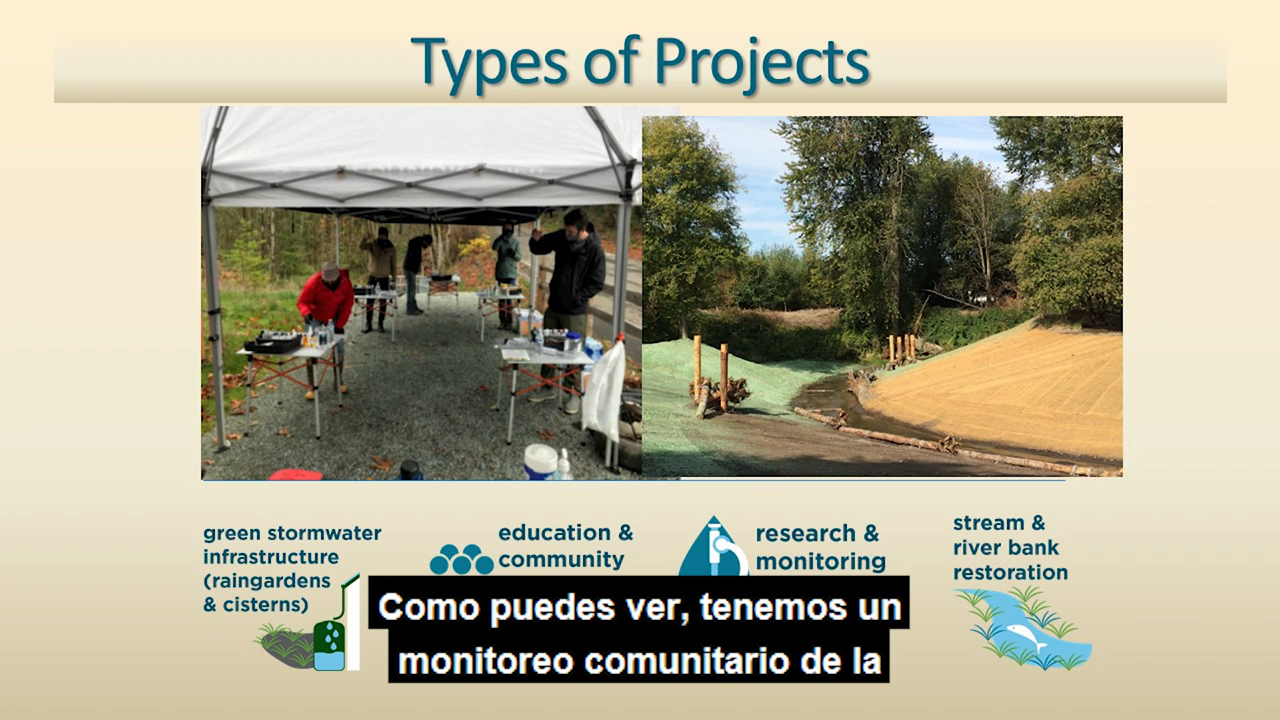 Types of Projects
green stormwater
infrastructure
(raingardens
& cisterns)
education &
community
research &
monitoring
stream &
river bank
restoration
Como puedes ver, tenemos un
monitoreo comunitario de la